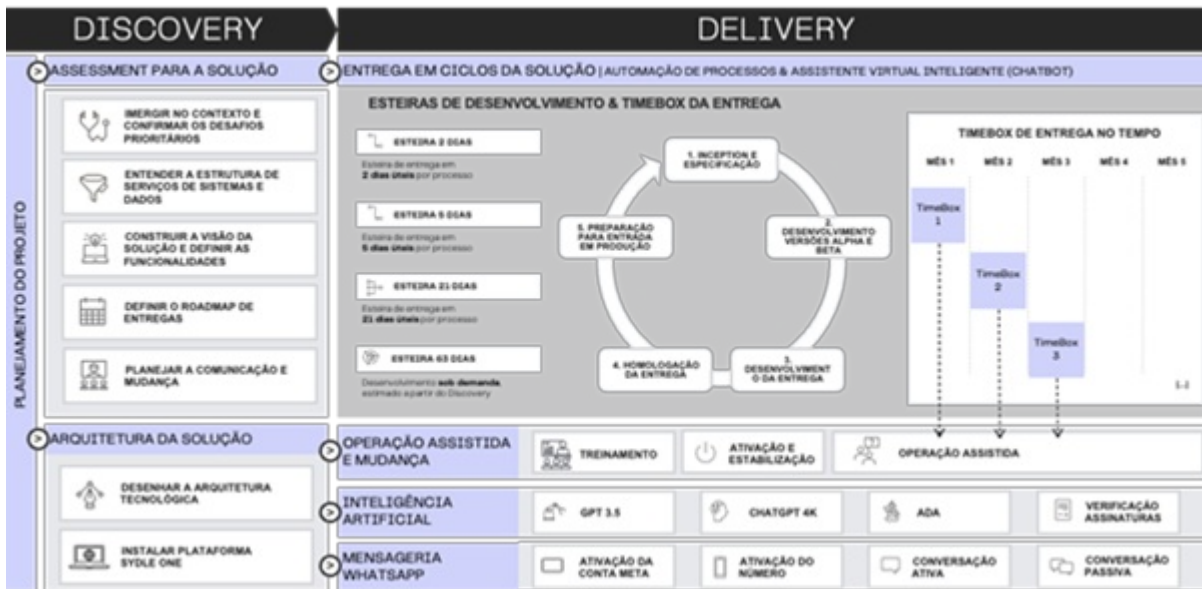 DISCOVERY
DELIVERY
PLANEJAMENTO DO PROJETO
ASSESSMENT PARA A SOLUÇÃO
IMERGIR NO CONTEXTO E
CONFIRMAR OS DESAFIOS
PRIORITÁRIOS
ENTENDER A ESTRUTURA DE
SERVIÇOS DE SISTEMAS E
DADOS
CONSTRUIR A VISÃO DA
SOLUÇÃO E DEFINIR AS
FUNCIONALIDADES
DEFINIR O ROADMAP DE
ENTREGAS
PLANEJAR A COMUNICAÇÃO E
MUDANÇA
ARQUITETURA DA SOLUÇÃO
DESENHAR A ARQUITETURA
TECNOLÓGICA
INSTALAR PLATAFORMA
SYDLE ONE
ENTREGA EM CICLOS DA SOLUÇÃO | AUTOMAÇÃO DE PROCESSOS & ASSISTENTE VIRTUAL INTELIGENTE (CHATBOT)
ESTEIRAS DE DESENVOLVIMENTO & TIMEBOX DA ENTREGA
ESTEIRA 2 DIAS
Esteira de entrega em
2 dias úteis por processo
ESTEIRA 5 DIAS
Esteira de entrega em
5 dias úteis por processo
ESTEIRA 21 DIAS
Esteira de entrega em
21 dias úteis por processo
ESTEIRA 63 DIAS
Desenvolvimento sob demanda,
estimado a partir do Discovery
1. INCEPTION E
ESPECIFICAÇÃO
2.
DESENVOLVIMENTO
VERSÕES ALPHA E
BETA
3.
DESENVOLVIMENT
O DA ENTREGA
4. HOMOLOGAÇÃO
DA ENTREGA
5. PREPARAÇÃO
PARA ENTRADA
EM PRODUÇÃO
TIMEBOX DE ENTREGA NO TEMPO
MÊS 1 MÊS 2 MÊS 3 MÊS 4 MÊS 5
TimeBox
1
TimeBox
2
TimeBox
3
[...]
OPERAÇÃO ASSISTIDA
E MUDANÇA
TREINAMENTO
ATIVAÇÃO E
ESTABILIZAÇÃO
OPERAÇÃO ASSISTIDA
INTELIGÊNCIA
ARTIFICIAL
GPT 3.5
CHATGPT 4K
ADA
VERIFICAÇÃO
ASSINATURAS
MENSAGERIA
WHATSAPP
ATIVAÇÃO DA
CONTA META
ATIVAÇÃO DO
NÚMERO
CONVERSAÇÃO
ATIVA
CONVERSAÇÃO
PASSIVA